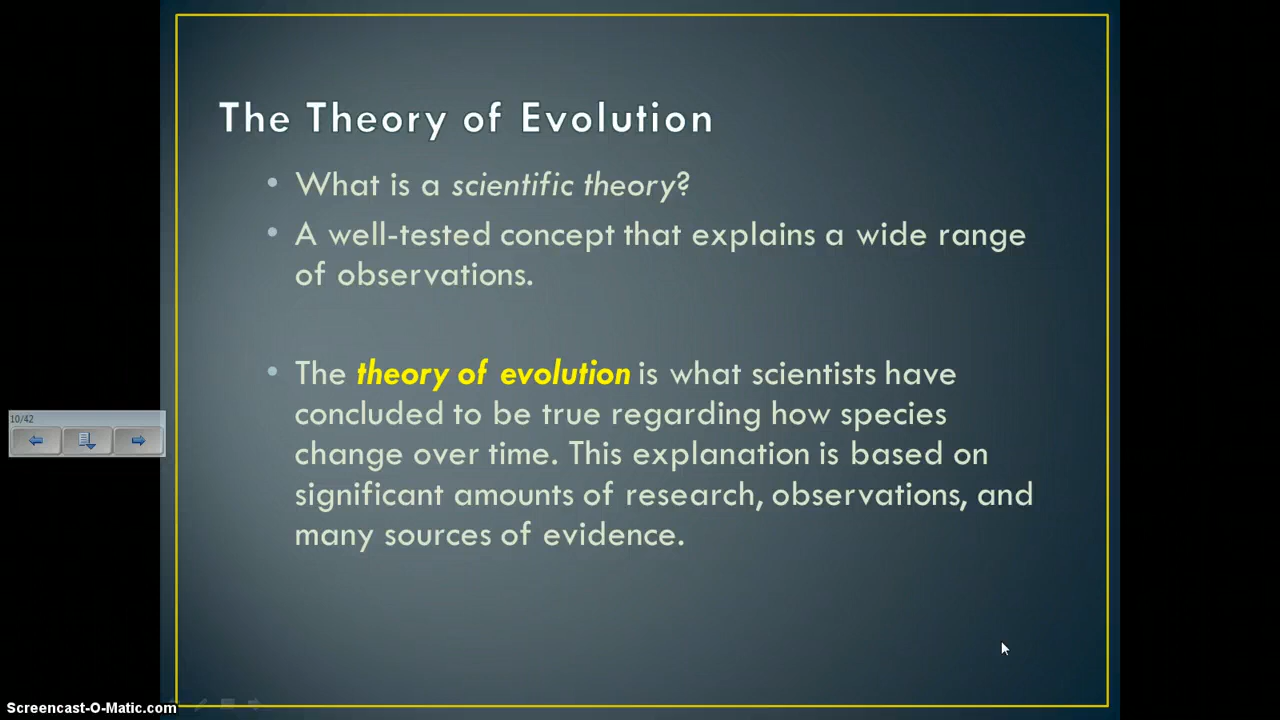 The Theory of Evolution
• What is a scientific theory?
• A well-tested concept that explains a wide range
of observations.
• The theory of evolution is what scientists have
concluded to be true regarding how species
change over time. This explanation is based on
significant amounts of research, observations, and
many sources of evidence.
10/42
Screencast-O-Matic.com